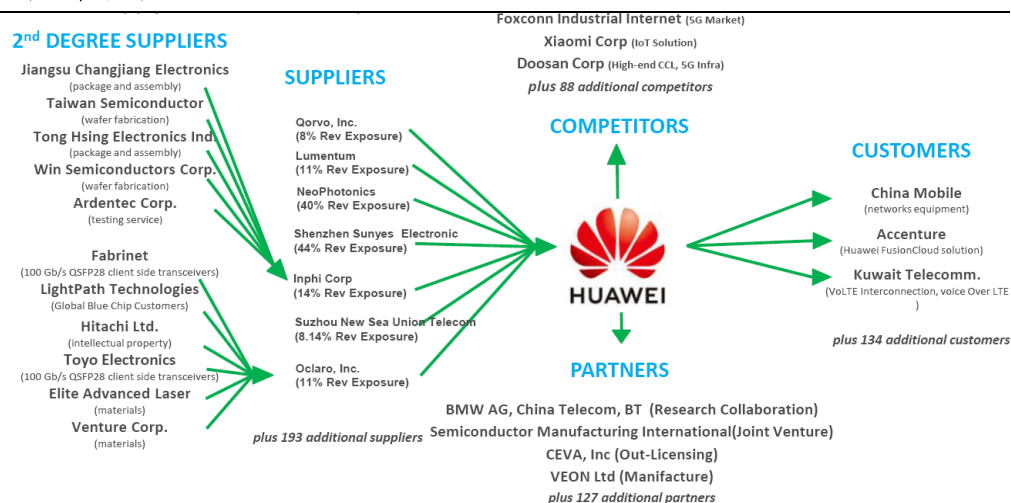 Foxconn Industrial Internet (5G Market)
Xiaomi Corp (IoT Solution)
Doosan Corp (High-end CCL, 5G Infra)
plus 88 additional competitors
COMPETITORS
2nd DEGREE SUPPLIERS
Jiangsu Changjiang Electronics
(package and assembly)
Taiwan Semiconductor
(wafer fabrication)
Tong Hsing Electronics Ind.
(package and assembly)
Win Semiconductors Corp.
(wafer fabrication)
Ardentec Corp.
(testing service)
Fabrinet
(100 Gb/s QSFP28 client side transceivers)
LightPath Technologies
(Global Blue Chip Customers)
Hitachi Ltd.
(intellectual property)
Toyo Electronics
(100 Gb/s QSFP28 client side transceivers)
Elite Advanced Laser
(materials)
Venture Corp.
(materials)
SUPPLIERS
Qorvo, Inc.
(8% Rev Exposure)
Lumentum
(11% Rev Exposure)
NeoPhotonics
(40% Rev Exposure)
Shenzhen Sunyes Electronic
(44% Rev Exposure)
Inphi Corp
(14% Rev Exposure)
Suzhou New Sea Union Telecom
(8.14% Rev Exposure)
Oclaro, Inc.
(11% Rev Exposure)
plus 193 additional suppliers
HUAWEI
CUSTOMERS
China Mobile
(networks equipment)
Accenture
(Huawei FusionCloud solution)
Kuwait Telecomm.
(VoLTE Interconnection, voice Over LTE
)
plus 134 additional customers
PARTNERS
BMW AG, China Telecom, BT (Research Collaboration)
Semiconductor Manufacturing International(Joint Venture)
CEVA, Inc (Out-Licensing)
VEON Ltd (Manifacture)
plus 127 additional partners